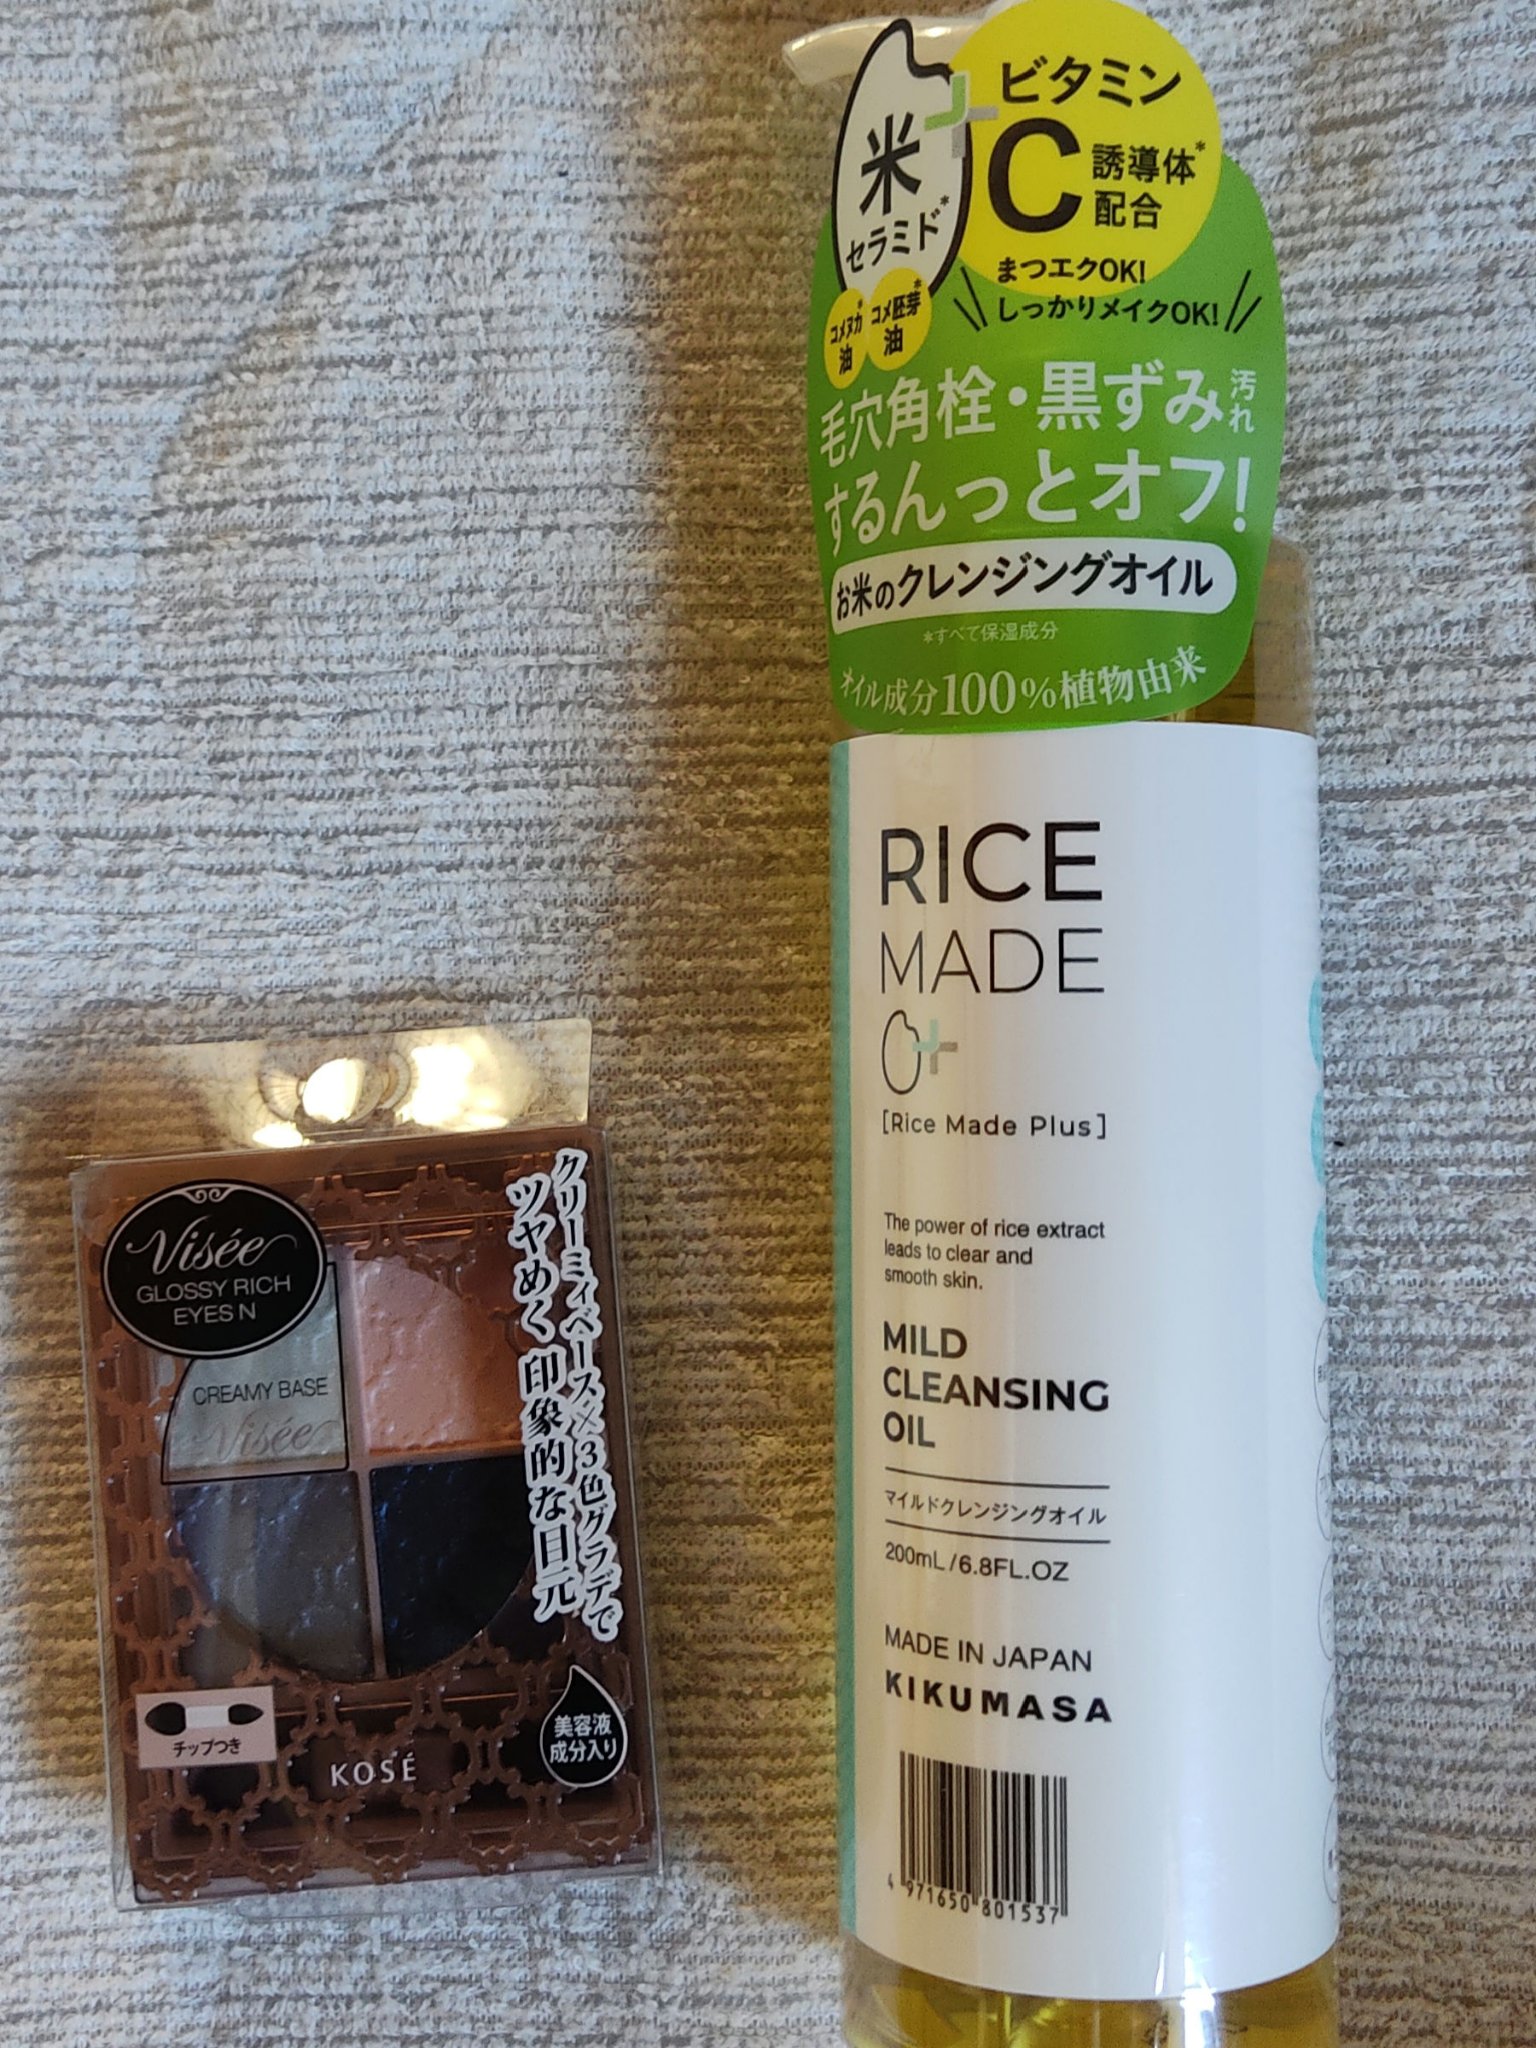 米
セラミド*
コメヌカ*
油
コメ胚芽*
油
ビタミン
C誘導体*
配合
まつエクOK!
しっかりメイクOK!
毛穴角栓・黒ずみ汚れ
するんっとオフ!
お米のクレンジングオイル
*すべて保湿成分
オイル成分100%植物由来
RICE
MADE
[Rice Made Plus]
The power of rice extract
leads to clear and
smooth skin.
MILD
CLEANSING
OIL
マイルドクレンジングオイル
200mL/6.8FL.OZ
MADE IN JAPAN
KIKUMASA
4 971650 801537
Visée
GLOSSY RICH
EYES N
CREAMY BASE
Visée
クリーミィベース×3色グラデで
ツヤめく印象的な目元
チップつき
KOSÉ
美容液
成分入り